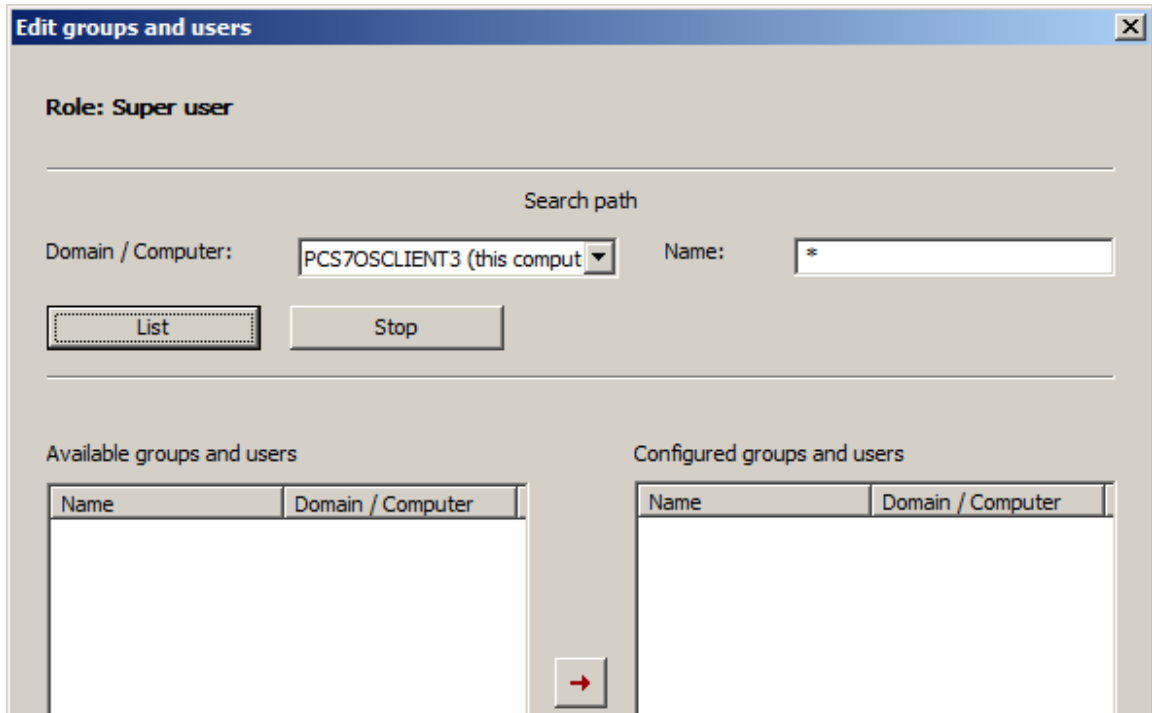 Edit groups and users
Role: Super user
Search path
Domain / Computer: PCS7OSCLIENT3 (this comput Name: *
List Stop
Available groups and users Configured groups and users
Name Domain / Computer Name Domain / Computer